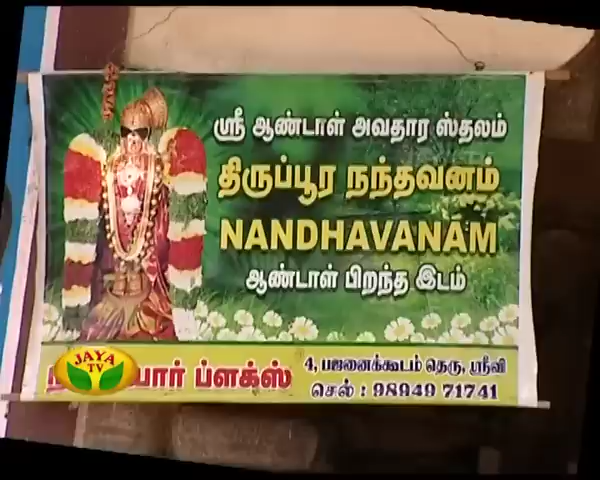 ஸ்ரீ ஆண்டாள் அவதார ஸ்தலம்
திருப்பூர நந்தவனம்
NANDHAVANAM
ஆண்டாள் பிறந்த இடம்
ப்ளக்ஸ்
4, பஜனைக்கூடம் தெரு, ஸ்ரீவி
செல் : 98949 71741
JAYA
TV